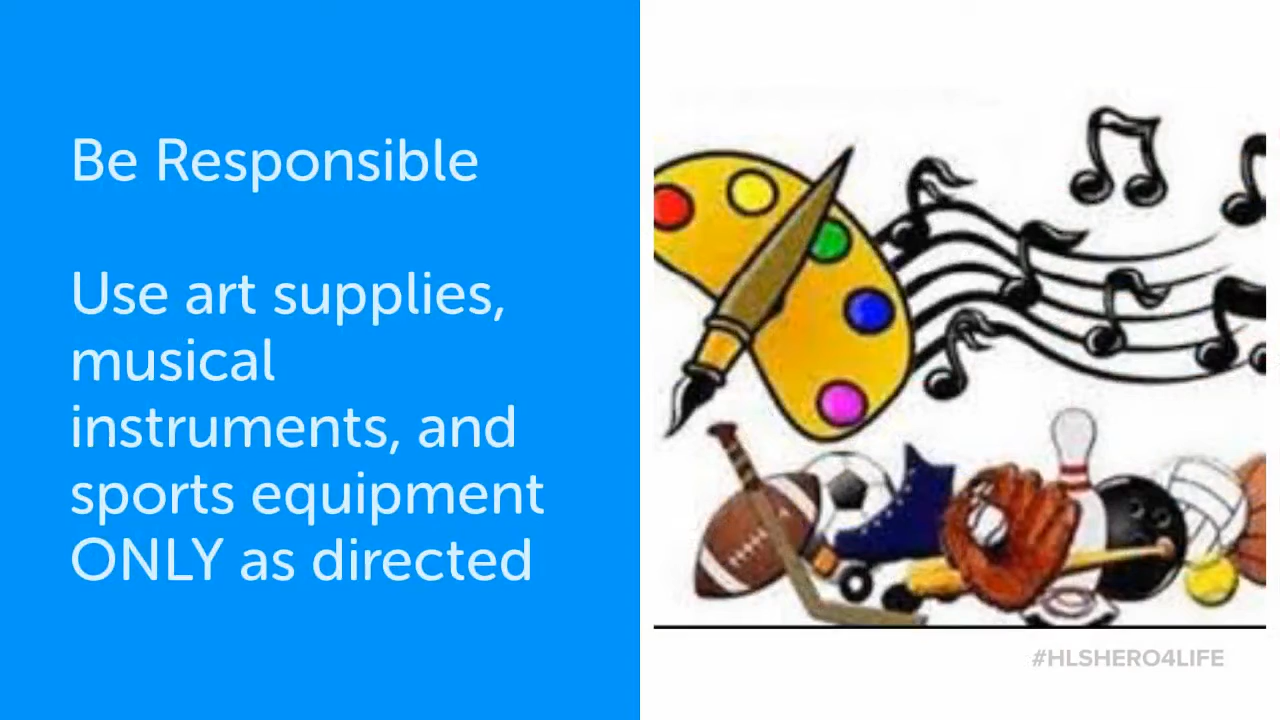 Be Responsible
Use art supplies,
musical
instruments, and
sports equipment
ONLY as directed
#HLSHERO4LIFE